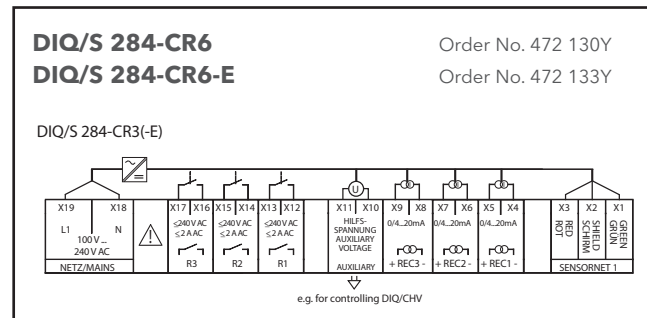 DIQ/S 284-CR6 Order No. 472 130Y
DIQ/S 284-CR6-E Order No. 472 133Y
DIQ/S 284-CR3(-E)
U
X19 X18 X17 X16 X15 X14 X13 X12 X11 X10 X9 X8 X7 X6 X5 X4 X3 X2 X1
L1 N
100 V ...
240 V AC
NETZ/MAINS
≤240 V AC
≤2 A AC
R3
≤240 V AC
≤2 A AC
R2
≤240 V AC
≤2 A AC
R1
HILFS-
SPANNUNG
AUXILIARY
VOLTAGE
AUXILIARY
0/4...20mA
+ REC3 -
0/4...20mA
+ REC2 -
0/4...20mA
+ REC1 -
RED
ROT
SHIELD
SCHIRM
GREEN
GRÜN
SENSORNET 1
e.g. for controlling DIQ/CHV